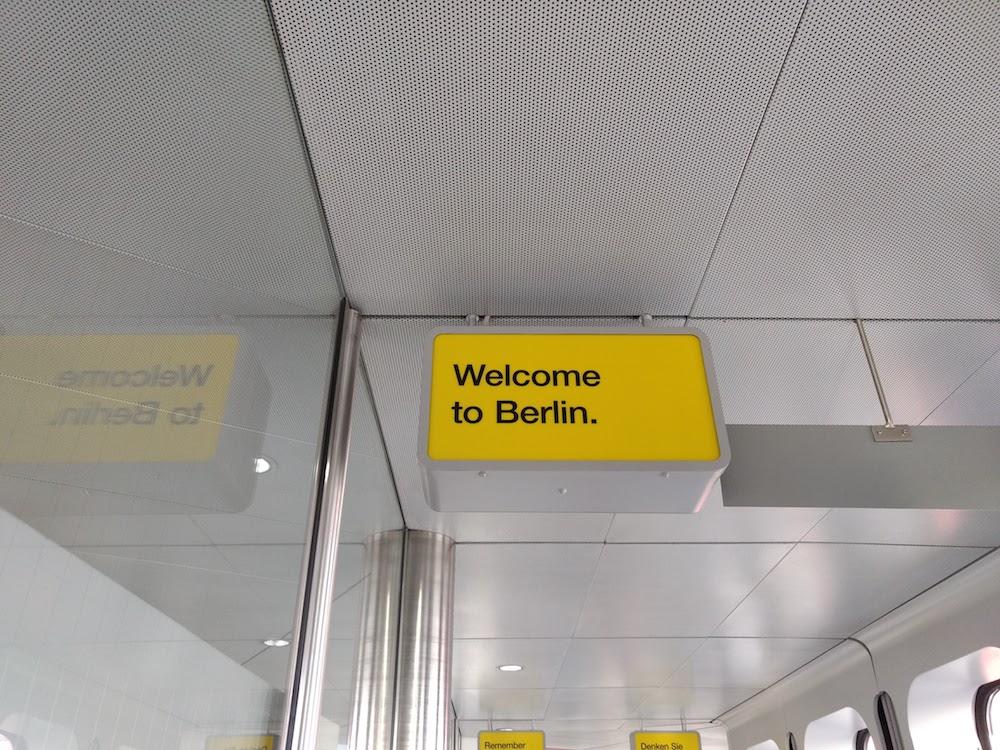 Welcome
to Berlin.
Remember
Denken Sie